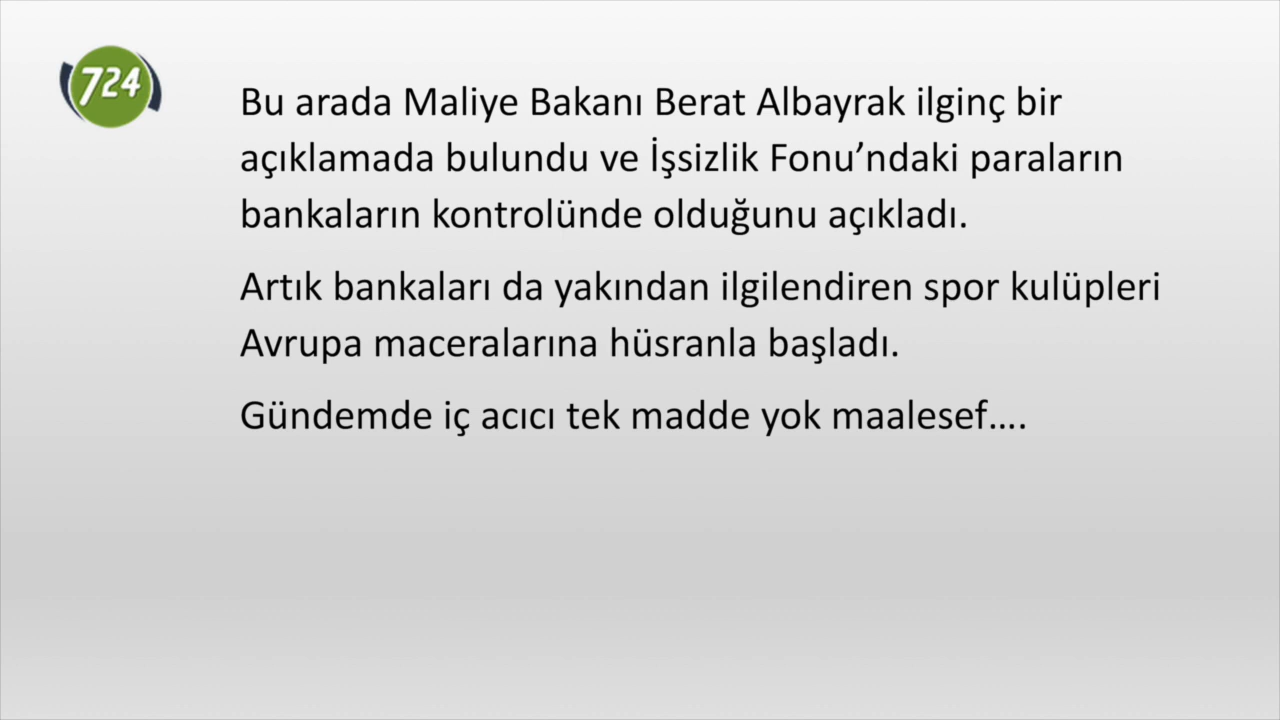 724
Bu arada Maliye Bakanı Berat Albayrak ilginç bir
açıklamada bulundu ve İşsizlik Fonu’ndaki paraların
bankaların kontrolünde olduğunu açıkladı.
Artık bankaları da yakından ilgilendiren spor kulüpleri
Avrupa maceralarına hüsranla başladı.
Gündemde iç acıcı tek madde yok maalesef….